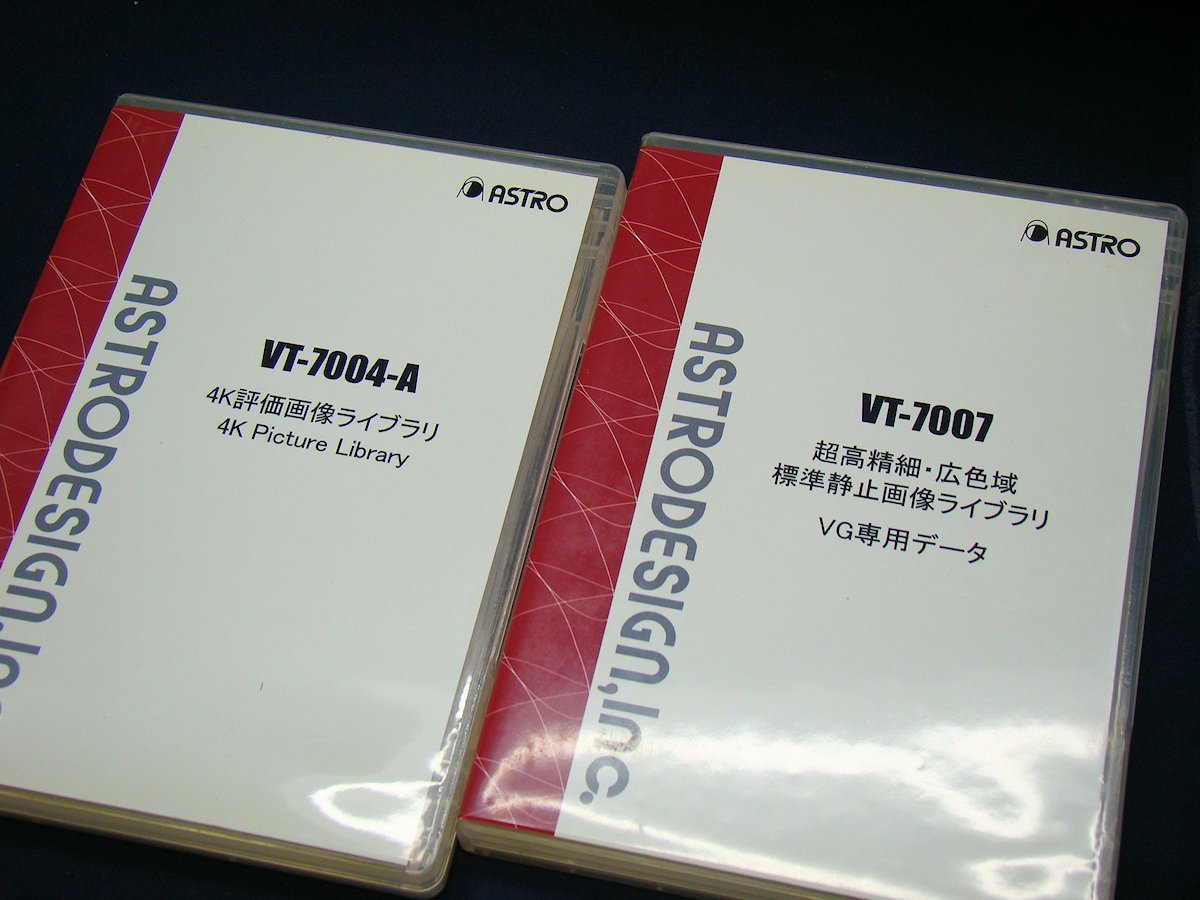 ASTRO
VT-7004-A
4K評価画像ライブラリ
4K Picture Library
ASTRODESIGN,Inc
ASTRO
VT-7007
超高精細・広色域
標準静止画像ライブラリ
VG専用データ
ASTRODESIGN,Inc.